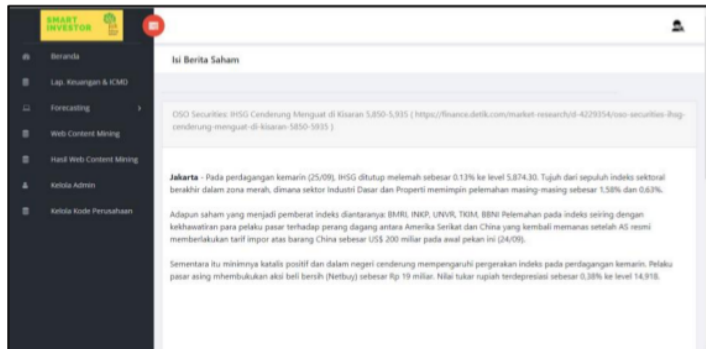 SMART
INVESTOR
Beranda
Lap. Keuangan & ICMD
Forecasting
Web Content Mining
Hasil Web Content Mining
Kelola Admin
Kelola Kode Perusahaan
Isi Berita Saham
OSO Securities: IHSG Cenderung Menguat di Kisaran 5,850-5,935 ( https://finance.detik.com/market-research/d-4229354/oso-securities-ihsg-
cenderung-menguat-di-kisaran-5850-5935 )
Jakarta - Pada perdagangan kemarin (25/09), IHSG ditutup melemah sebesar 0.13% ke level 5,874.30. Tujuh dari sepuluh indeks sektoral
berakhir dalam zona merah, dimana sektor Industri Dasar dan Properti memimpin pelemahan masing-masing sebesar 1,58% dan 0,63%.
Adapun saham yang menjadi pemberat indeks diantaranya: BMRI, INKP, UNVR, TKIM, BBNI Pelemahan pada indeks seiring dengan
kekhawatiran para pelaku pasar terhadap perang dagang antara Amerika Serikat dan China yang kembali memanas setelah AS resmi
memberlakukan tarif impor atas barang China sebesar US$ 200 miliar pada awal pekan ini (24/09).
Sementara itu minimnya katalis positif dan dalam negeri cenderung mempengaruhi pergerakan indeks pada perdagangan kemarin. Pelaku
pasar asing mhembukukan aksi beli bersih (Netbuy) sebesar Rp 19 miliar. Nilai tukar rupiah terdepresiasi sebesar 0,38% ke level 14,918.